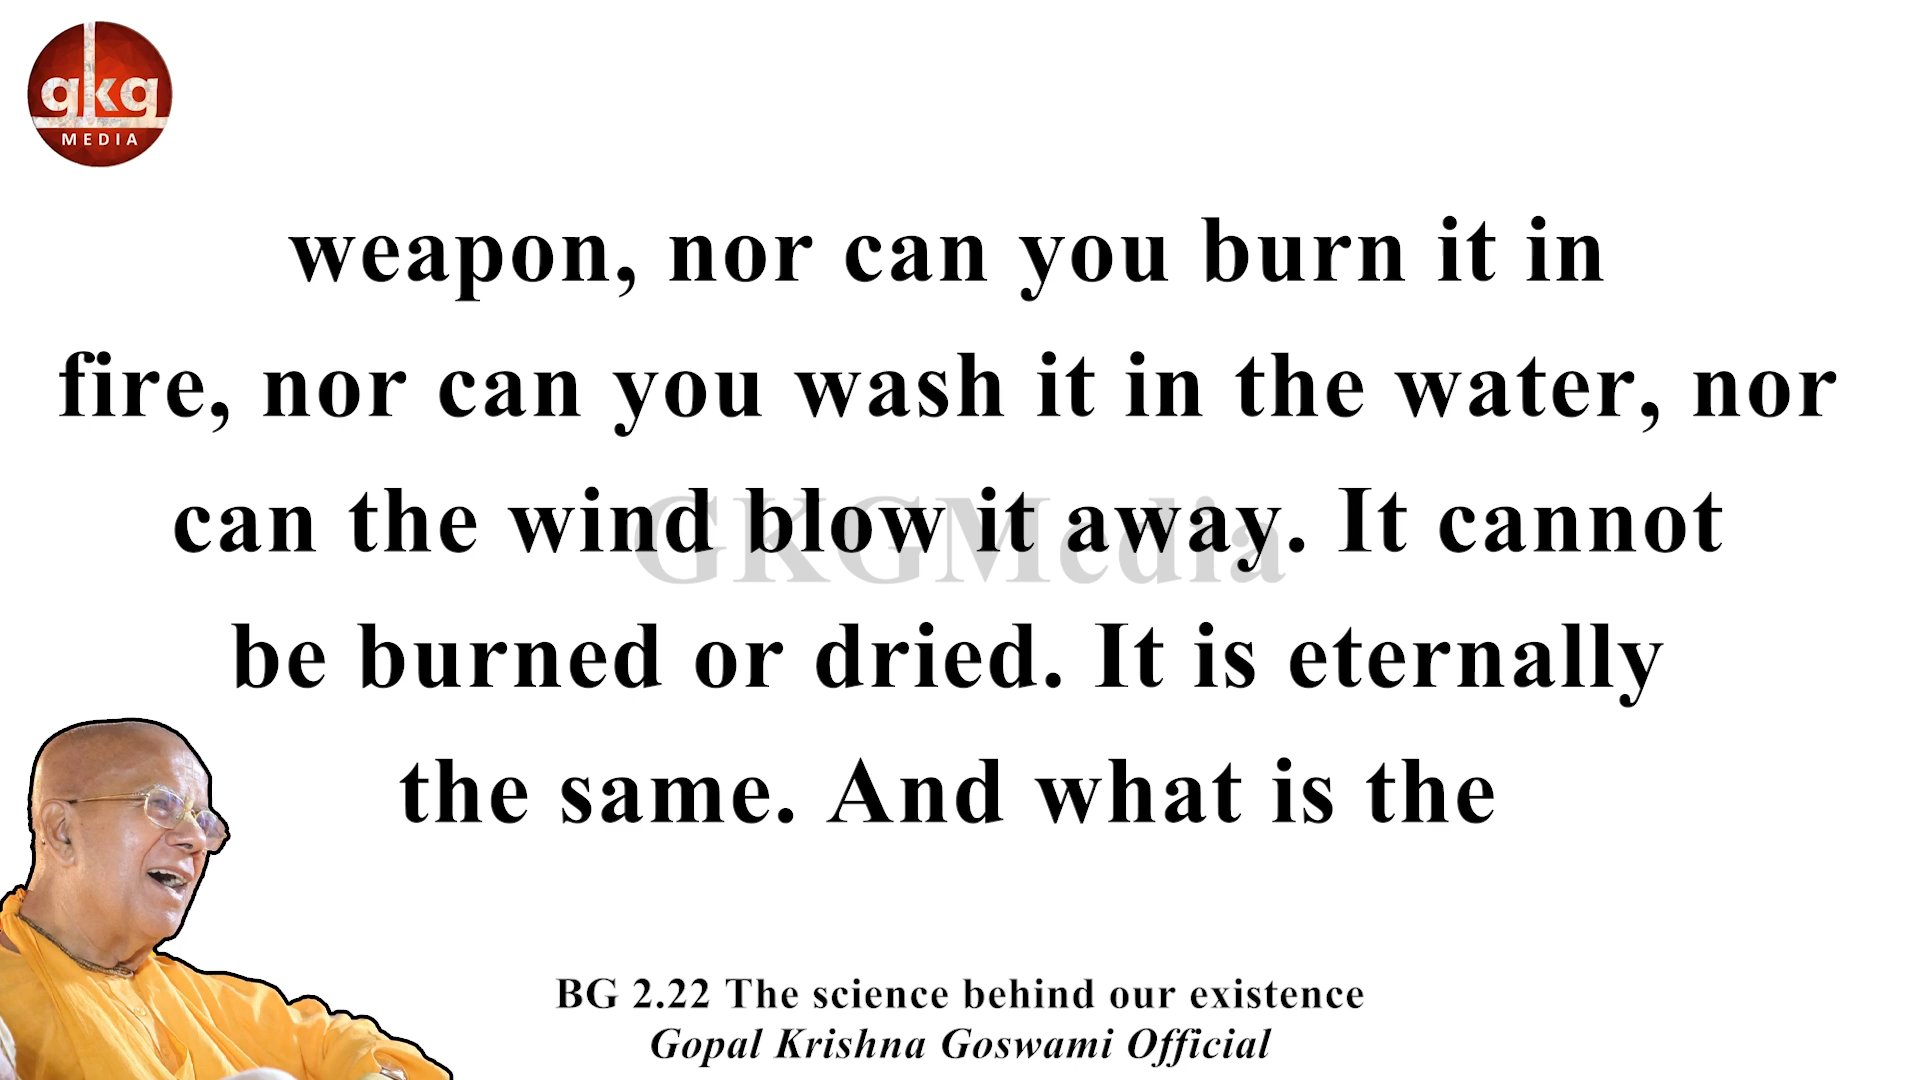 gkg
MEDIA
weapon, nor can you burn it in
fire, nor can you wash it in the water, nor
can the wind blow it away. It cannot
GKGMedia
be burned or dried. It is eternally
the same. And what is the
BG 2.22 The science behind our existence
Gopal Krishna Goswami Official